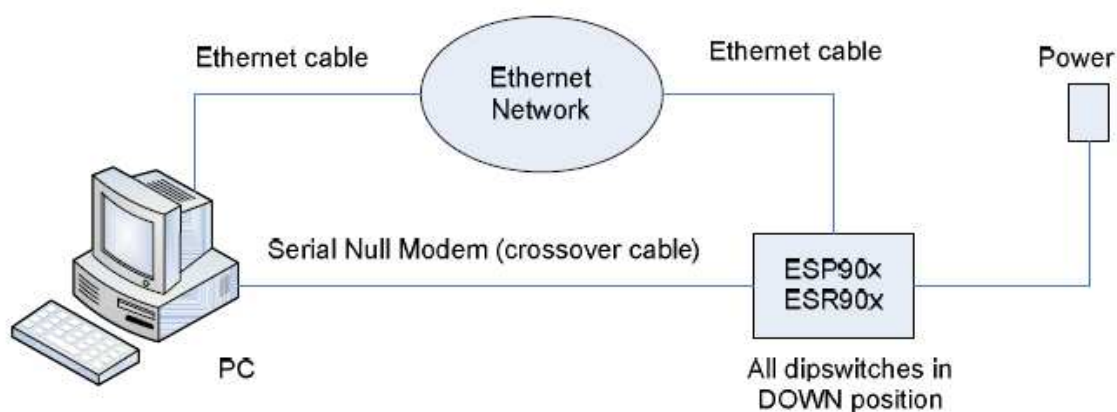 Ethernet cable
Ethernet
Network
Ethernet cable
Power
Serial Null Modem (crossover cable)
ESP90x
ESR90x
PC
All dipswitches in
DOWN position